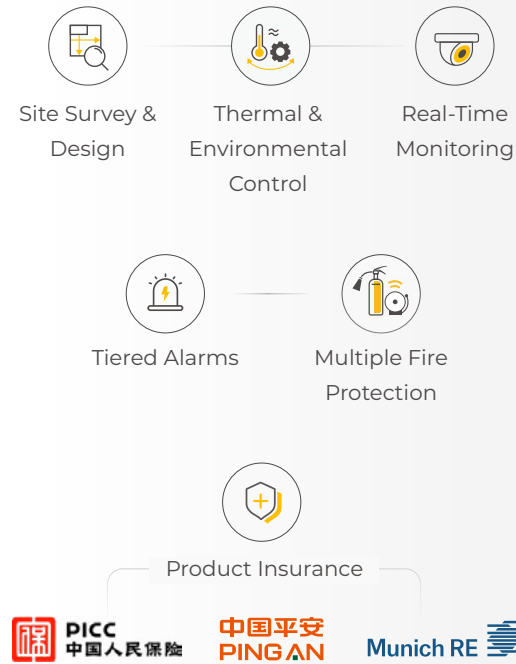 Site Survey &
Design
Thermal &
Environmental
Control
Real-Time
Monitoring
Tiered Alarms
Multiple Fire
Protection
Product Insurance
保
PICC
中国人民保险
中国平安
PING AN
Munich RE